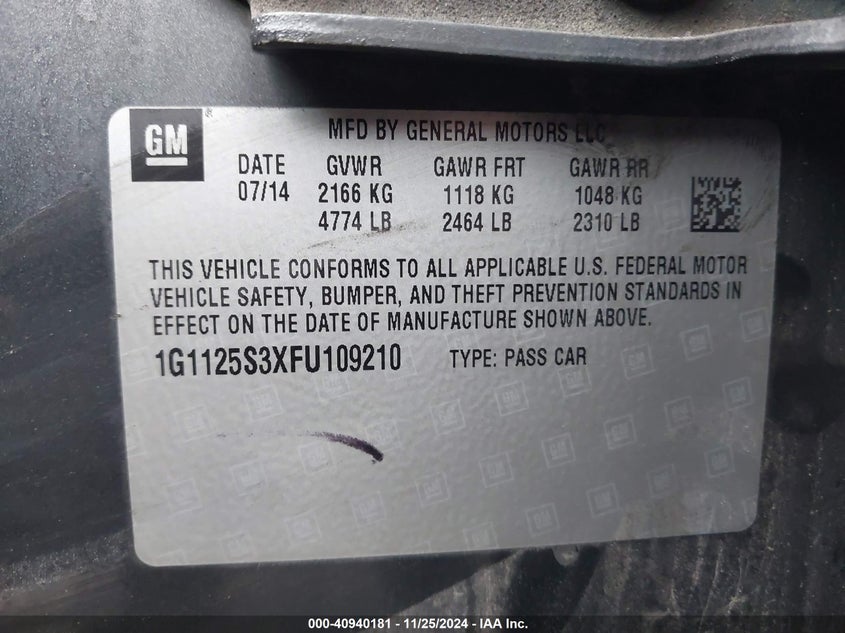 GM
MFD BY GENERAL MOTORS LLC
DATE GVWR GAWR FRT GAWR RR
07/14 2166 KG 1118 KG 1048 KG
4774 LB 2464 LB 2310 LB
THIS VEHICLE CONFORMS TO ALL APPLICABLE U.S. FEDERAL MOTOR
VEHICLE SAFETY, BUMPER, AND THEFT PREVENTION STANDARDS IN
EFFECT ON THE DATE OF MANUFACTURE SHOWN ABOVE.
1G1125S3XFU109210 TYPE: PASS CAR
000-40940181 - 11/25/2024 - IAA Inc.